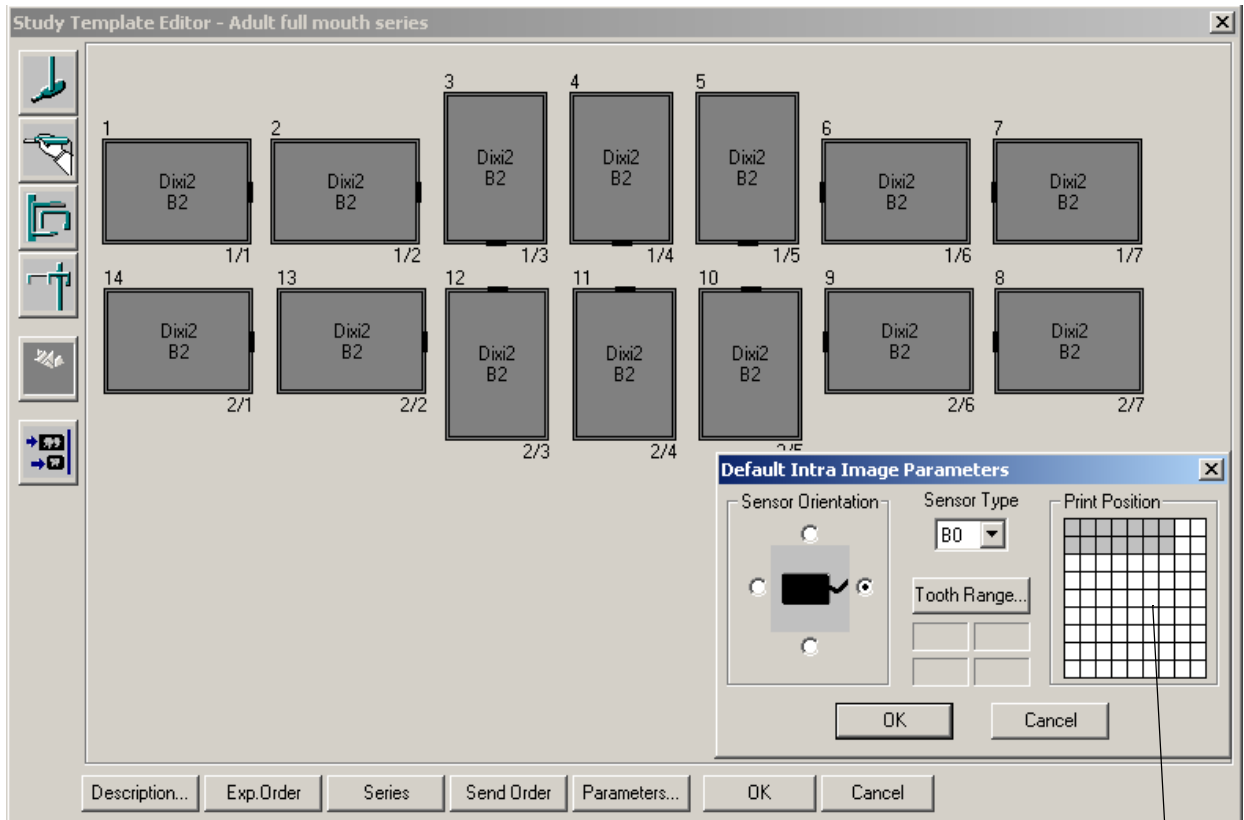 Study Template Editor - Adult full mouth series
3 4 5
1 2 6 7
Dixi2 Dixi2 Dixi2
B2 B2 B2
Dixi2 Dixi2 Dixi2 Dixi2
B2 B2 B2 B2
1/1 1/2 1/3 1/4 1/5 1/6 1/7
14 13 12 11 10 9 8
Dixi2 Dixi2 Dixi2 Dixi2
B2 B2 B2 B2
Dixi2 Dixi2 Dixi2
B2 B2 B2
2/1 2/2 2/6 2/7
2/3 2/4 2/5
Default Intra Image Parameters
Sensor Orientation Sensor Type Print Position
B0
Tooth Range...
OK Cancel
Description... Exp.Order Series Send Order Parameters... OK Cancel